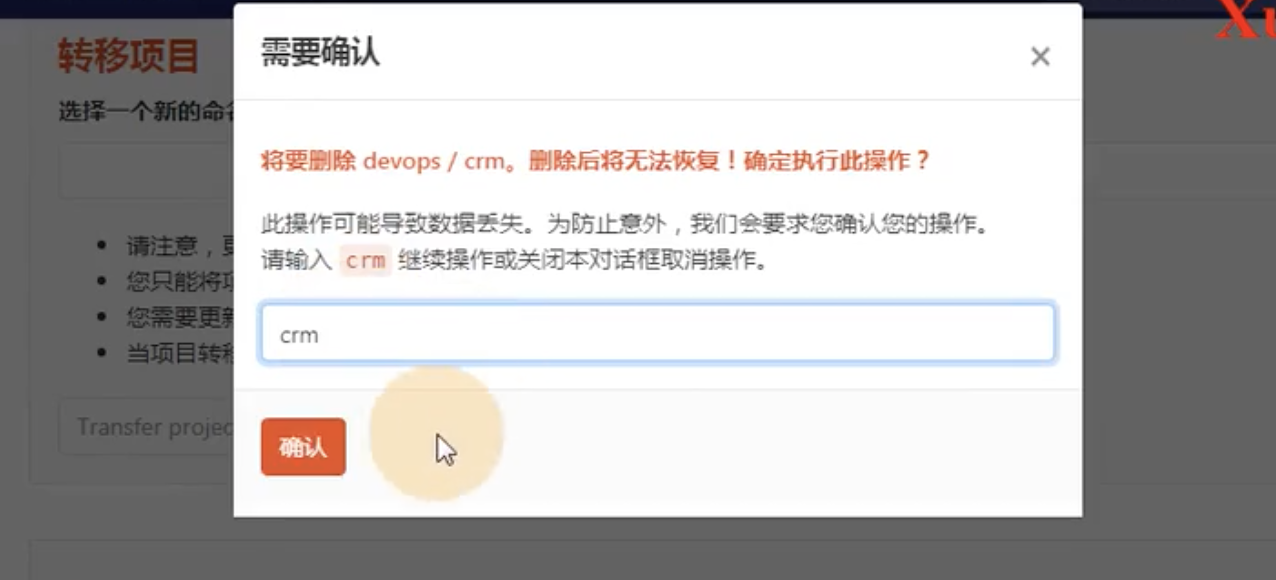 Xu
转移项目
需要确认
×
选择一个新的命
将要删除 devops / crm。删除后将无法恢复！确定执行此操作？
此操作可能导致数据丢失。为防止意外，我们会要求您确认您的操作。
请输入 crm 继续操作或关闭本对话框取消操作。
请注意，更
您只能将项
您需要更新
当项目转移
crm
Transfer projec
确认